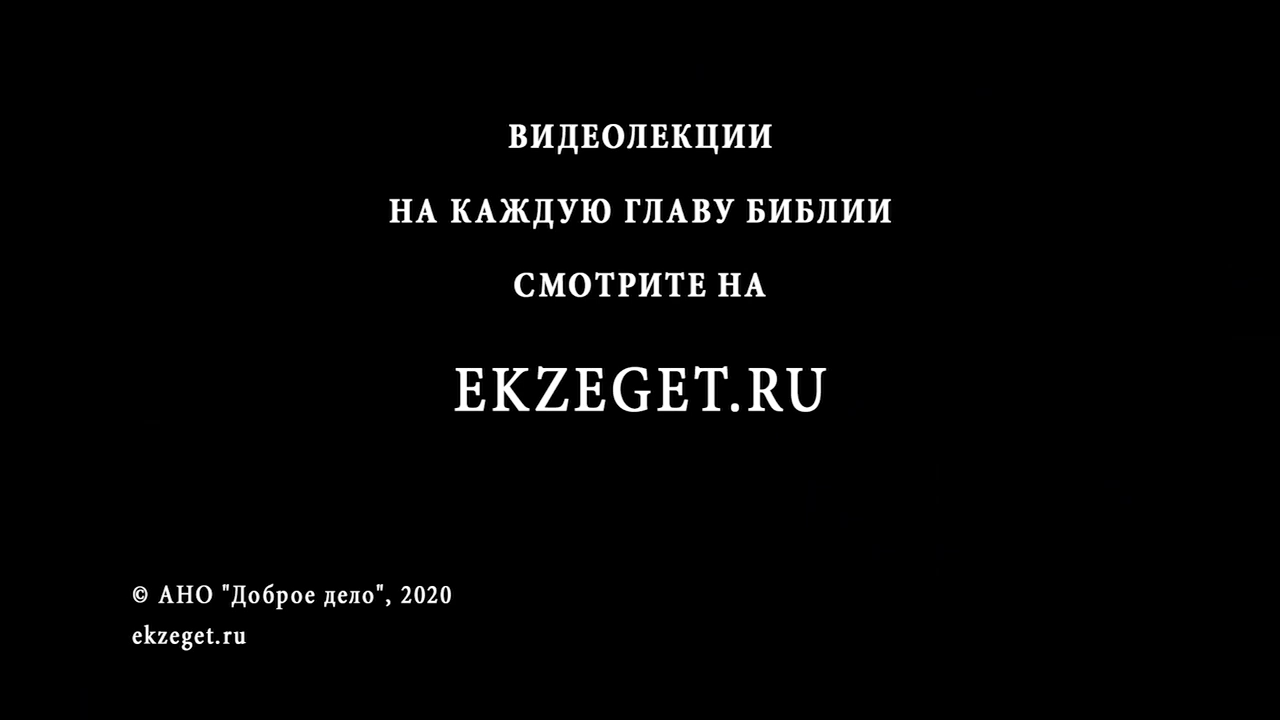 ВИДЕОЛЕКЦИИ
НА КАЖДУЮ ГЛАВУ БИБЛИИ
СМОТРИТЕ НА
EKZEGET.RU
© АНО "Доброе дело", 2020
ekzeget.ru